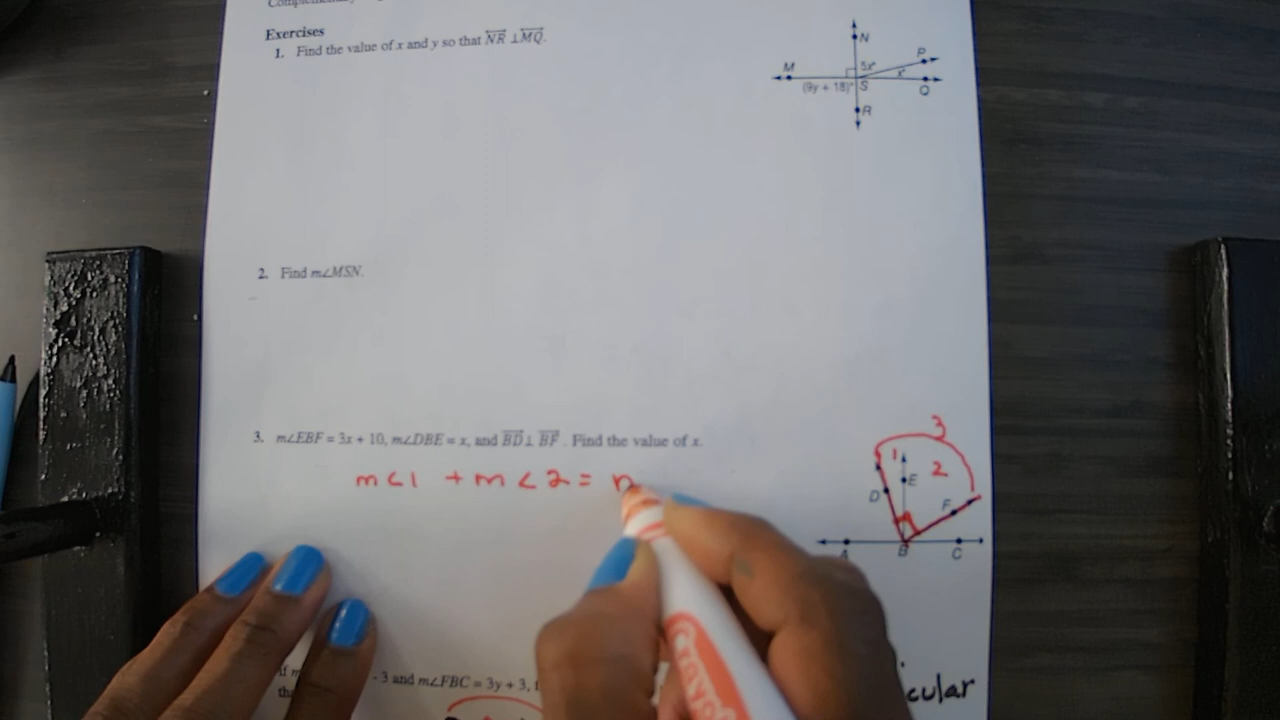 Exercises
1. Find the value of x and y so that NR ⊥ MQ.
N
P
M
5x°
x°
(9y + 18)°
S
Q
R
2. Find m∠MSN.
3. m∠EBF = 3x + 10, m∠DBE = x, and BD ⊥ BF. Find the value of x.
3
1
2
E
D
F
B
C
m<1 + m<2 =
- 3 and m∠FBC = 3y + 3,
cular
Crayo